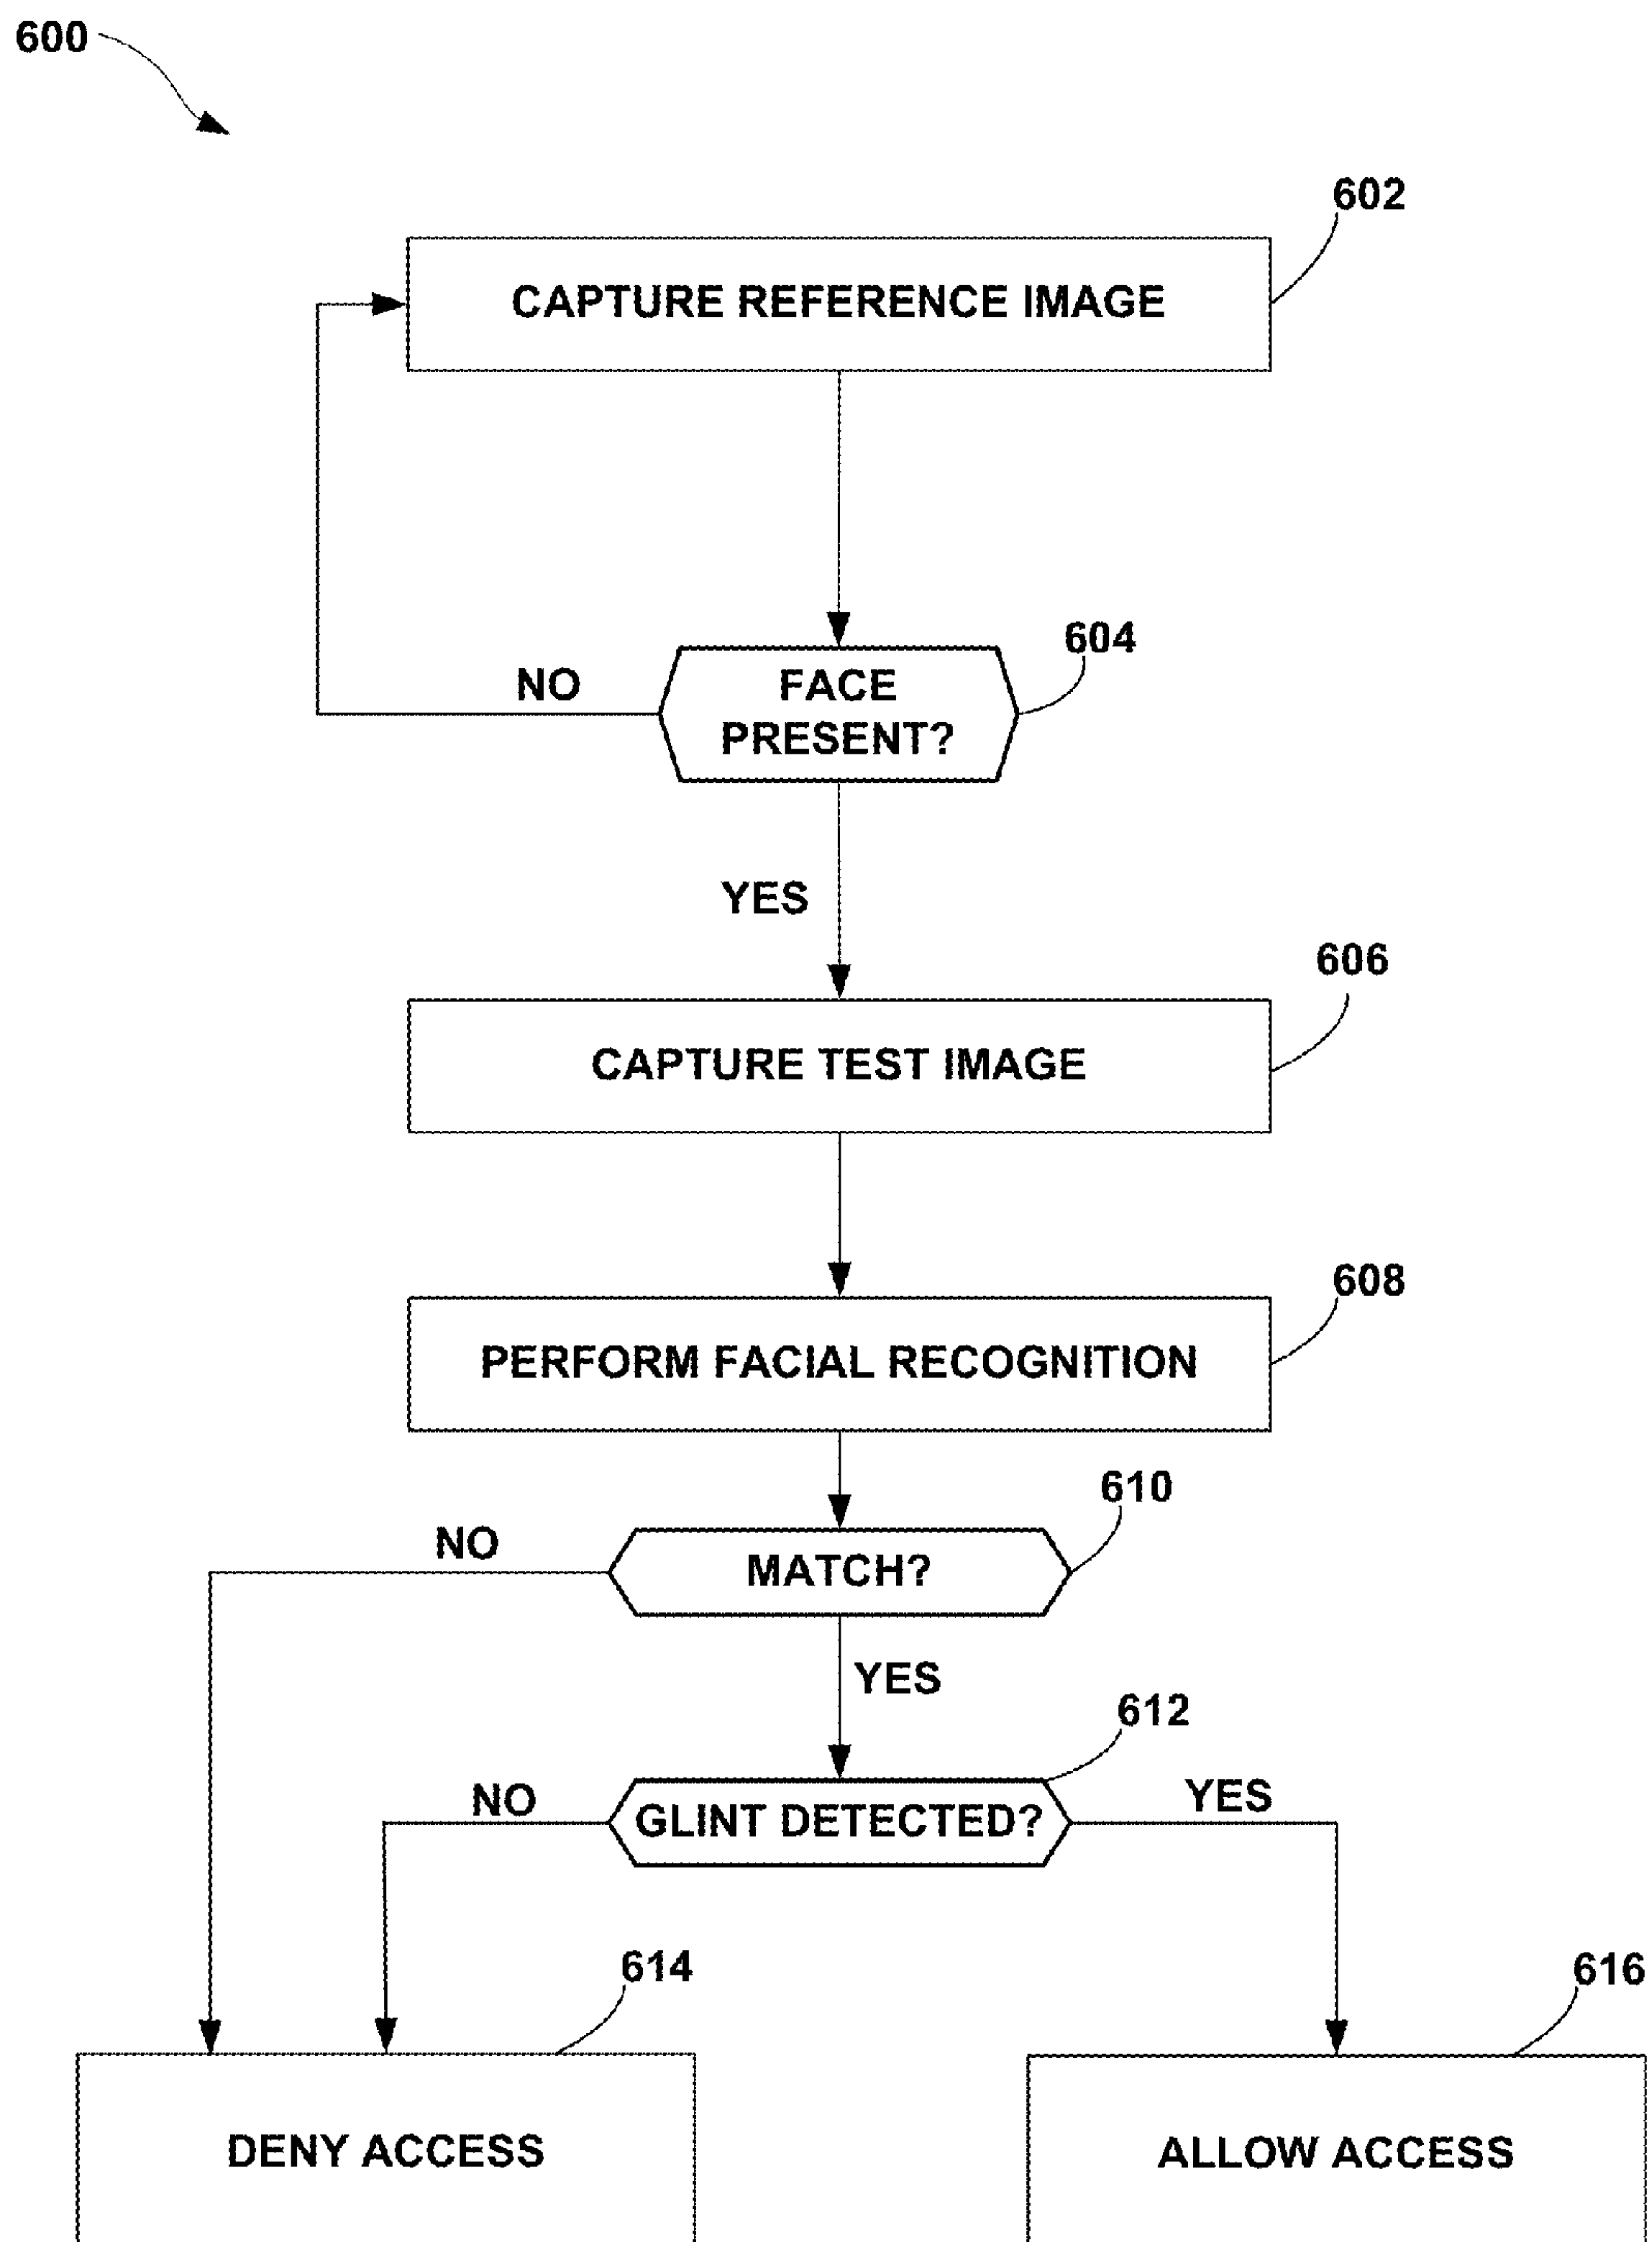 600
602
CAPTURE REFERENCE IMAGE
604
NO
FACE
PRESENT?
YES
606
CAPTURE TEST IMAGE
608
PERFORM FACIAL RECOGNITION
610
NO
MATCH?
YES
612
NO
GLINT DETECTED?
YES
614
616
DENY ACCESS
ALLOW ACCESS